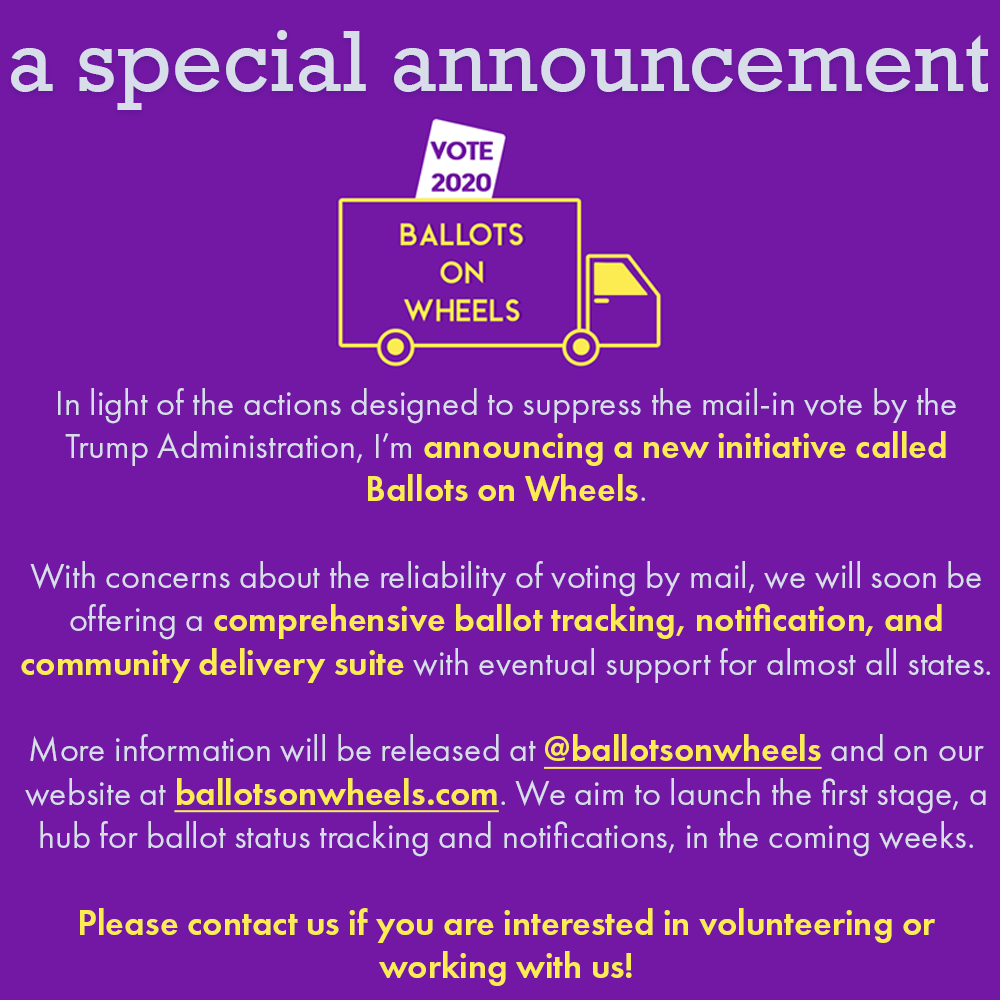 a special announcement
VOTE
2020
BALLOTS
ON
WHEELS
In light of the actions designed to suppress the mail-in vote by the
Trump Administration, I’m announcing a new initiative called
Ballots on Wheels.
With concerns about the reliability of voting by mail, we will soon be
offering a comprehensive ballot tracking, notification, and
community delivery suite with eventual support for almost all states.
More information will be released at @ballotsonwheels and on our
website at ballotsonwheels.com. We aim to launch the first stage, a
hub for ballot status tracking and notifications, in the coming weeks.
Please contact us if you are interested in volunteering or
working with us!